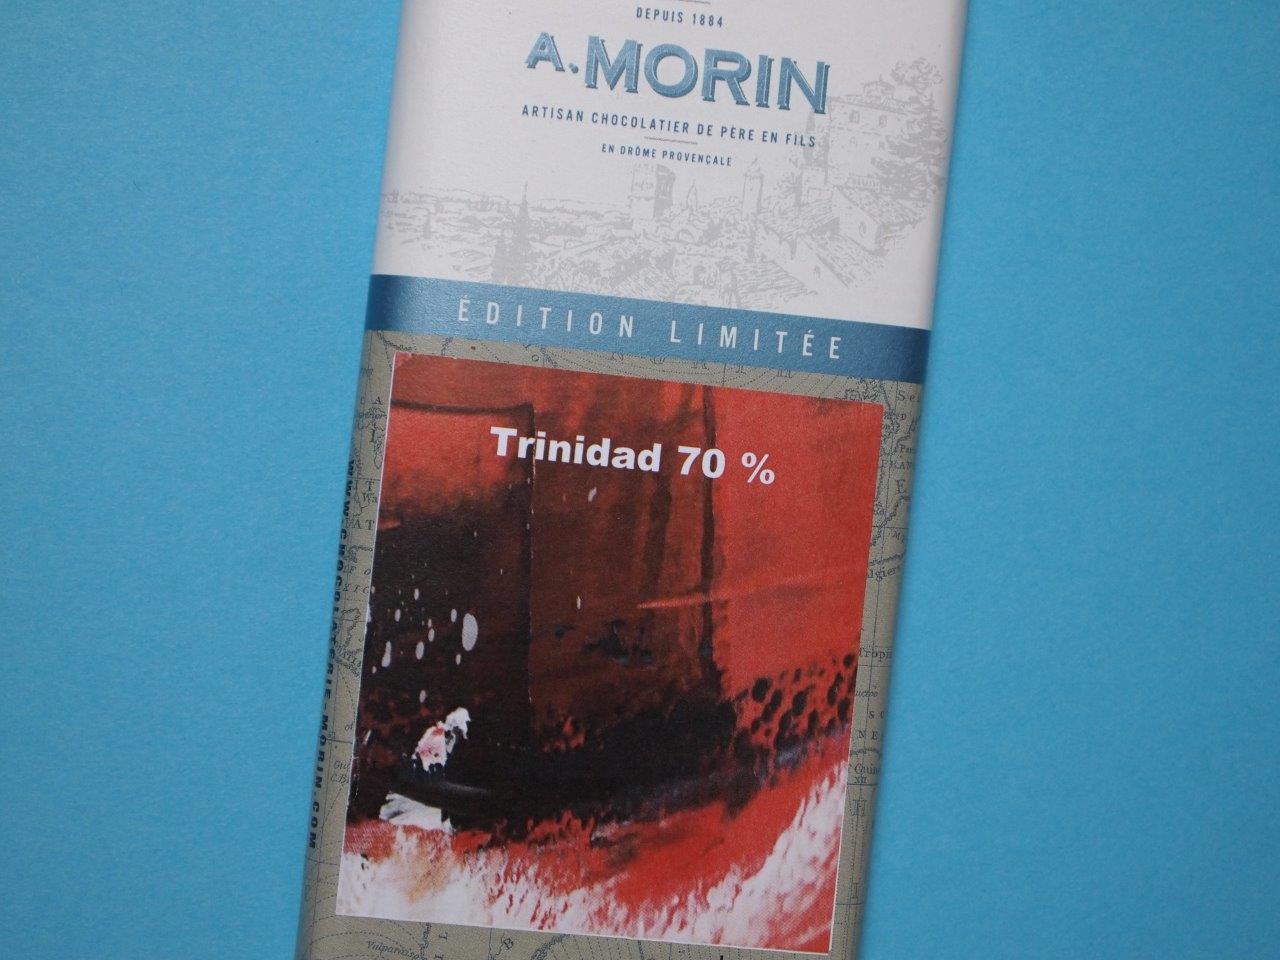 DEPUIS 1884
A.MORIN
ARTISAN CHOCOLATIER DE PÈRE EN FILS
EN DRÔME PROVENÇALE
ÉDITION LIMITÉE
Trinidad 70 %
WWW.CHOCOLATERIE-MORIN.COM
Valparaiso